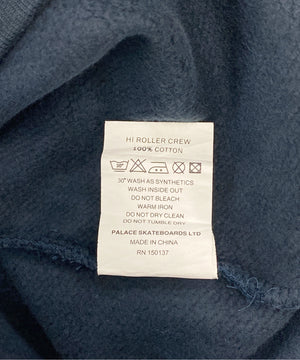 HI ROLLER CREW
100% COTTON
30° WASH AS SYNTHETICS
WASH INSIDE OUT
DO NOT BLEACH
WARM IRON
DO NOT DRY CLEAN
DO NOT TUMBLE DRY
PALACE SKATEBOARDS LTD
MADE IN CHINA
RN 150137